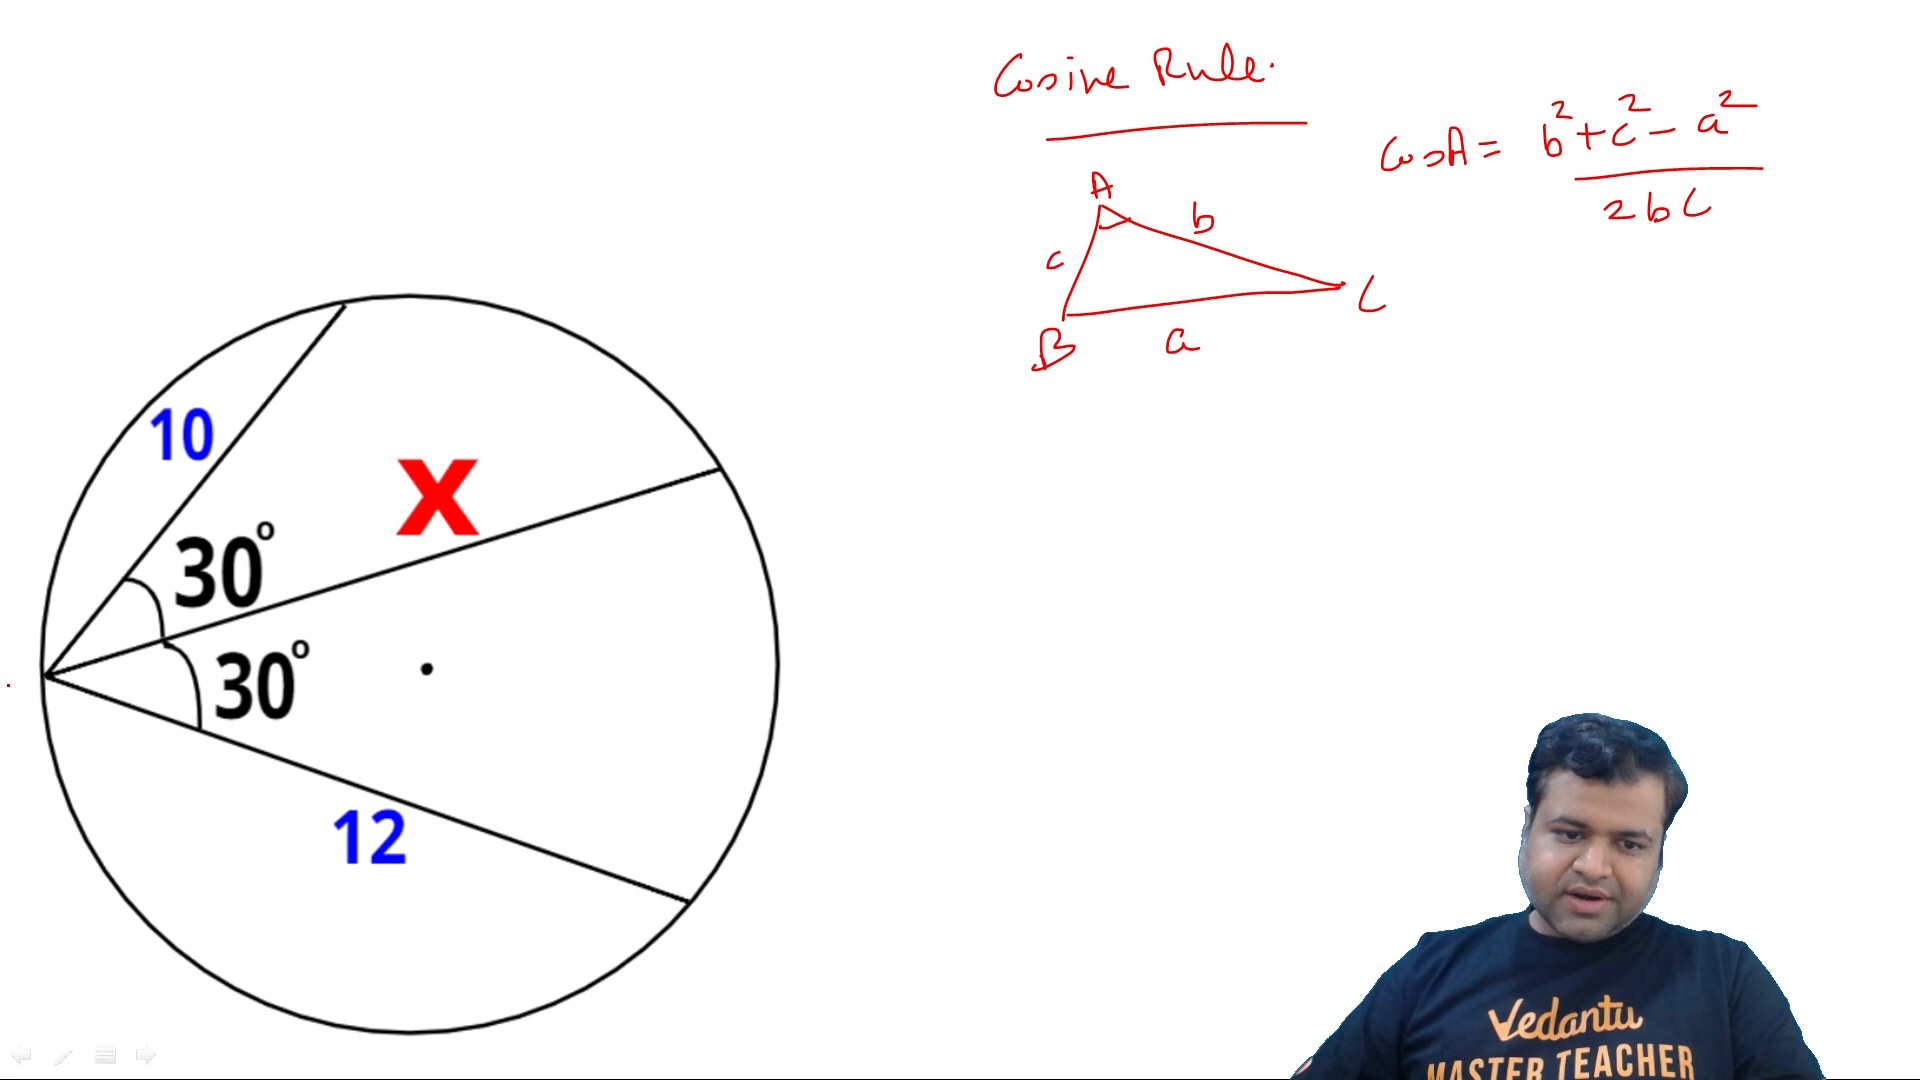 Cosine Rule.
CosA = b²+c²-a²
2bc
A
b
c
B
a
C
10
X
30°
30°
12
Vedantu
MASTER TEACHER